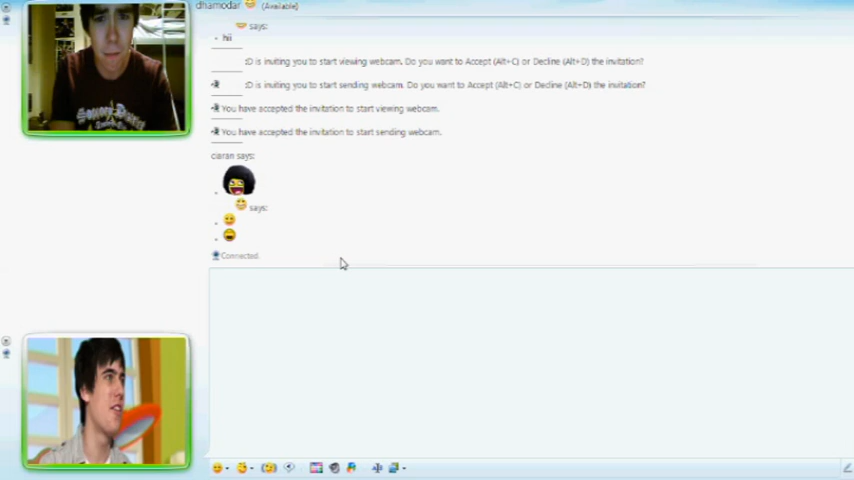 dhamodar (Available)
says:
hii
:D is inviting you to start viewing webcam. Do you want to Accept (Alt+C) or Decline (Alt+D) the invitation?
:D is inviting you to start sending webcam. Do you want to Accept (Alt+C) or Decline (Alt+D) the invitation?
You have accepted the invitation to start viewing webcam.
You have accepted the invitation to start sending webcam.
ciaran says:
says:
Connected.